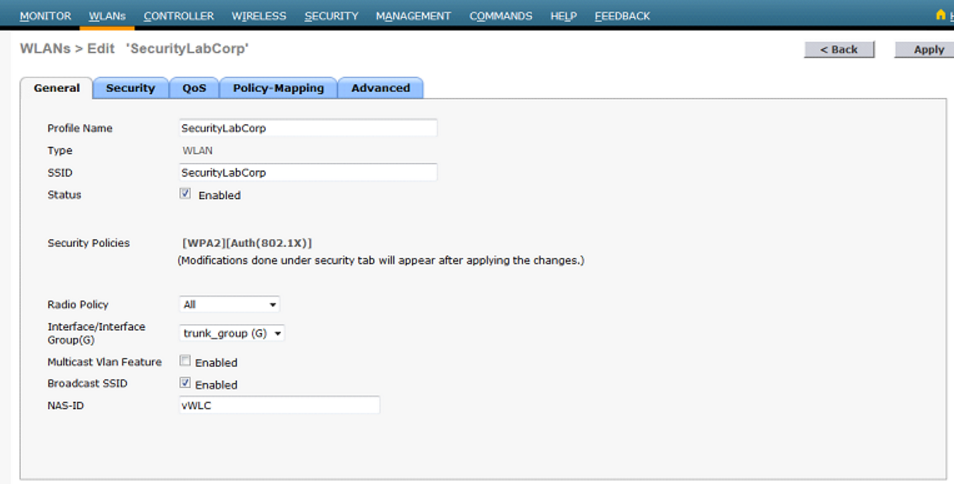 MONITOR WLANs CONTROLLER WIRELESS SECURITY MANAGEMENT COMMANDS HELP FEEDBACK
WLANs > Edit 'SecurityLabCorp' < Back Apply
General Security QoS Policy-Mapping Advanced
Profile Name SecurityLabCorp
Type WLAN
SSID SecurityLabCorp
Status Enabled
Security Policies [WPA2][Auth(802.1X)]
(Modifications done under security tab will appear after applying the changes.)
Radio Policy All
Interface/Interface
Group(G) trunk_group (G)
Multicast Vlan Feature Enabled
Broadcast SSID Enabled
NAS-ID vWLC